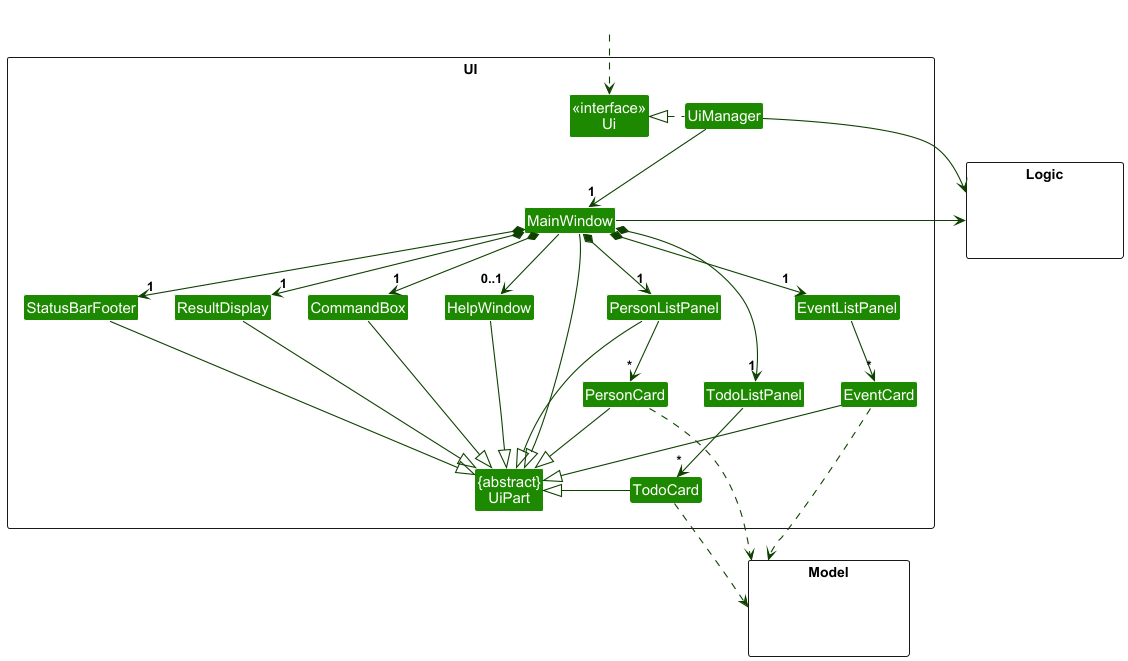 UI
«interface»
Ui
UiManager
Logic
1
MainWindow
1
1
1
0..1
1
1
StatusBarFooter
ResultDisplay
CommandBox
HelpWindow
PersonListPanel
EventListPanel
*
1
*
PersonCard
TodoListPanel
EventCard
*
{abstract}
UiPart
TodoCard
Model